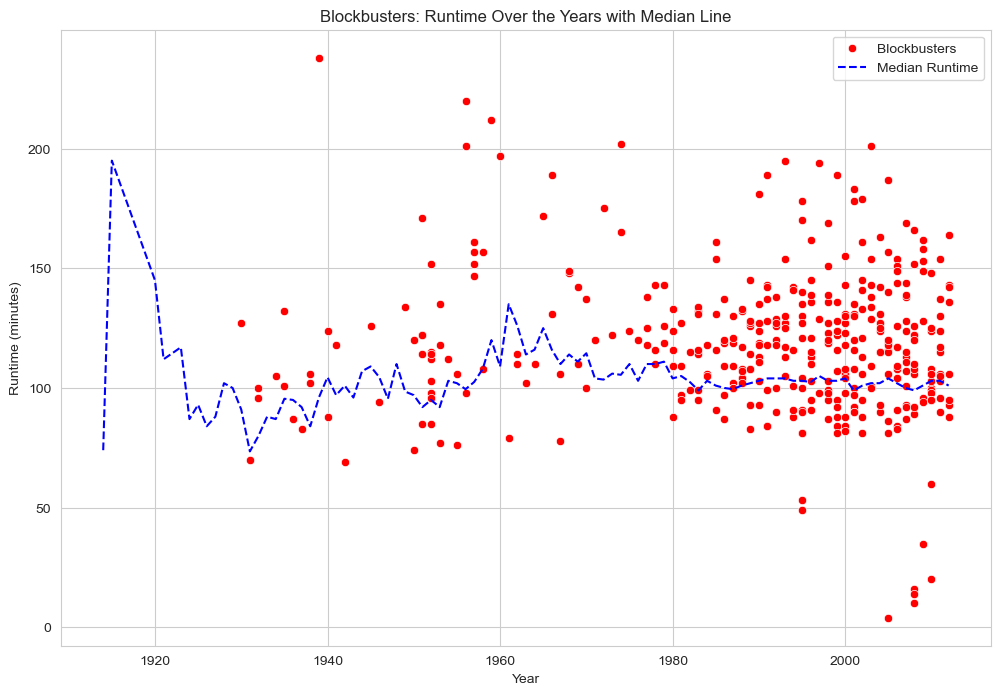 Blockbusters: Runtime Over the Years with Median Line
Blockbusters
Median Runtime
Runtime (minutes)
200
150
100
50
0
1920 1940 1960 1980 2000
Year